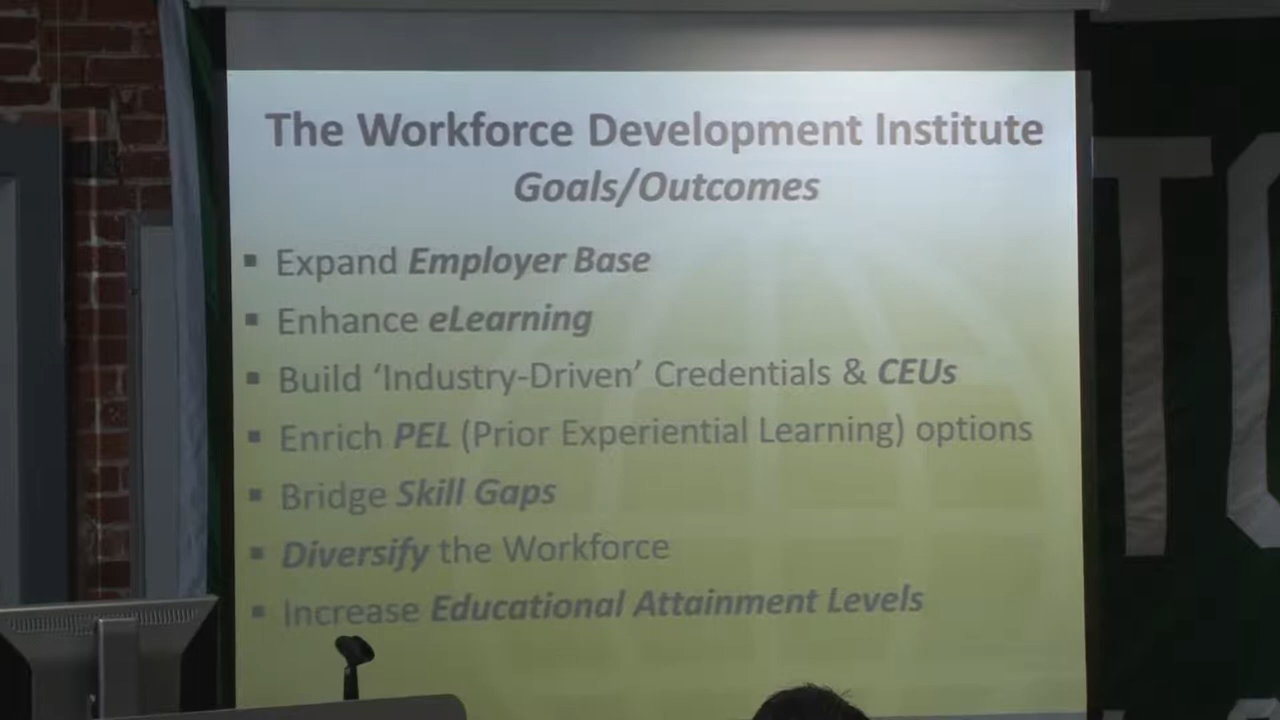 The Workforce Development Institute
Goals/Outcomes
▪ Expand Employer Base
▪ Enhance eLearning
▪ Build ‘Industry-Driven’ Credentials & CEUs
▪ Enrich PEL (Prior Experiential Learning) options
▪ Bridge Skill Gaps
▪ Diversify the Workforce
▪ Increase Educational Attainment Levels